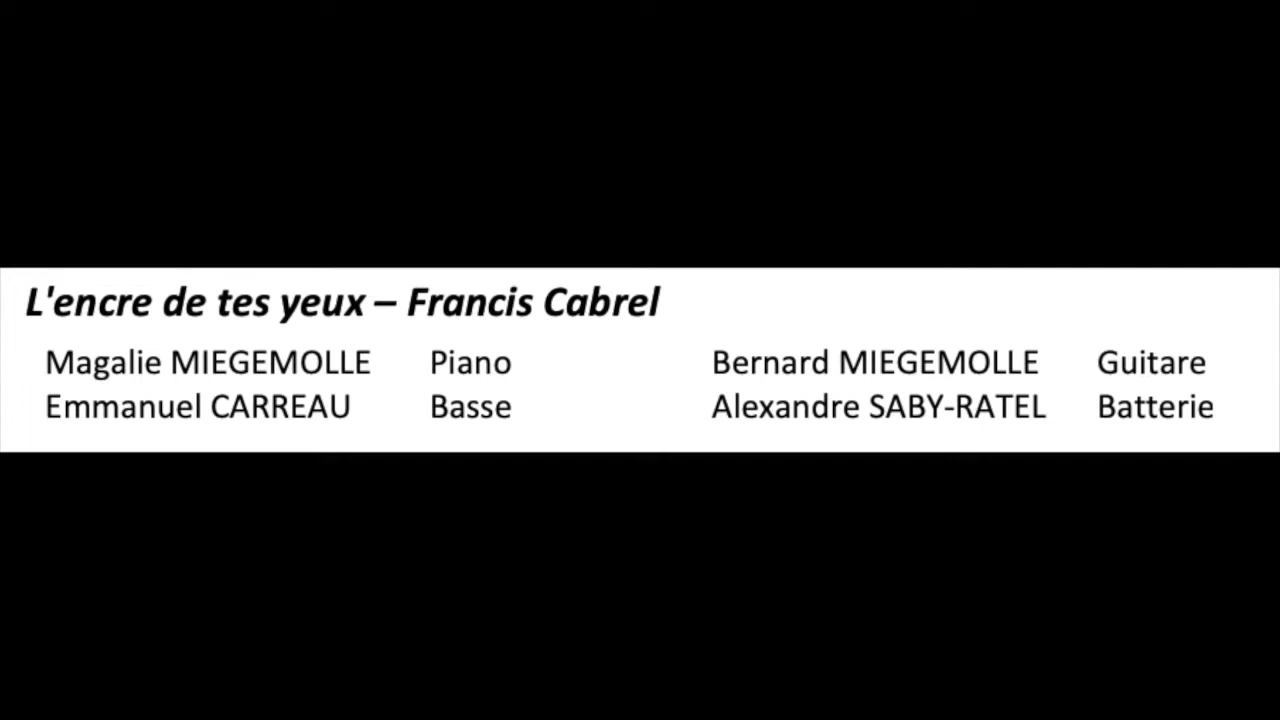 L'encre de tes yeux – Francis Cabrel
Magalie MIEGEMOLLE Piano Bernard MIEGEMOLLE Guitare
Emmanuel CARREAU Basse Alexandre SABY-RATEL Batterie